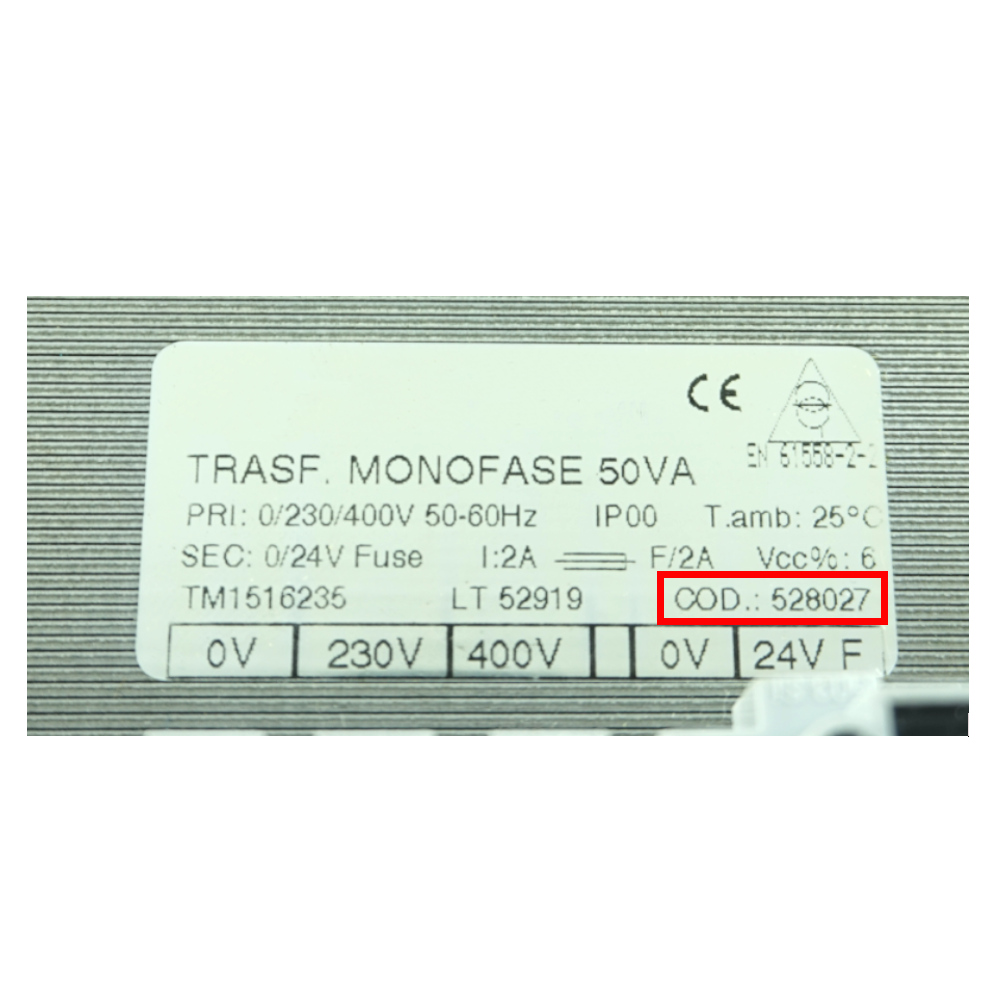 CE
EN 61558-2-2
TRASF. MONOFASE 50VA
PRI: 0/230/400V 50-60Hz IP00 T.amb: 25°C
SEC: 0/24V Fuse I:2A F/2A Vcc%: 6
TM1516235 LT 52919 COD.: 528027
0V 230V 400V 0V 24V F